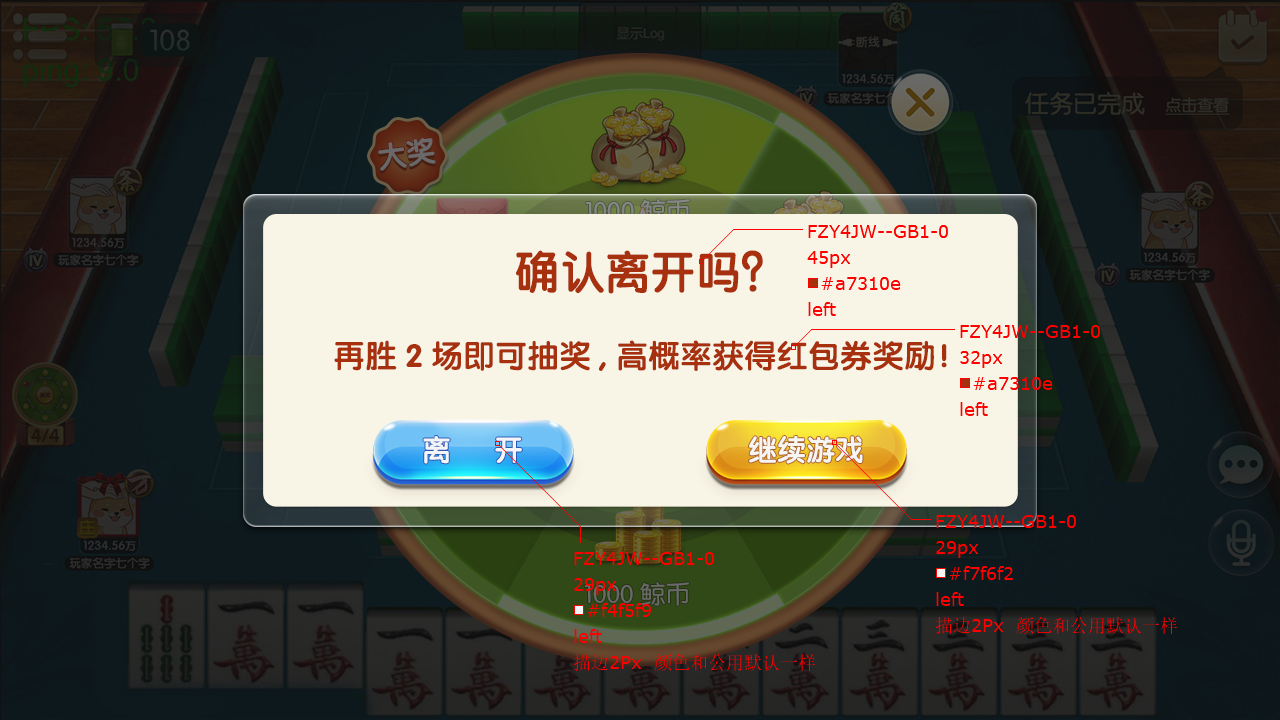 108
显示Log
断线
1234.56万
任务已完成 点击查看
大奖
1000 鲸币
条
1234.56万
IV 玩家名字七个字
条
1234.56万
IV 玩家名字七个字
确认离开吗?
FZY4JW--GB1-0
45px
#a7310e
left
再胜 2 场即可抽奖，高概率获得红包券奖励!
FZY4JW--GB1-0
32px
#a7310e
left
4/4
离 开
继续游戏
FZY4JW--GB1-0
29px
#f4f5f9
left
描边2Px 颜色和公用默认一样
FZY4JW--GB1-0
29px
#f7f6f2
left
描边2Px 颜色和公用默认一样
1234.56万
玩家名字七个字
1000 鲸币